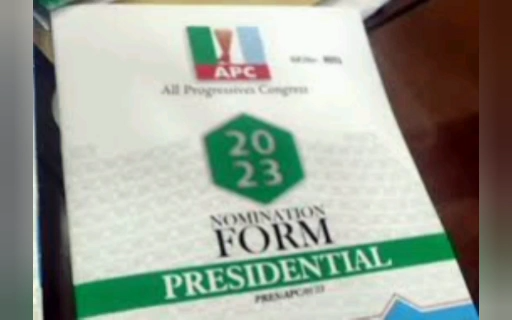 APC
All Progressives Congress
20
23
NOMINATION
FORM
PRESIDENTIAL